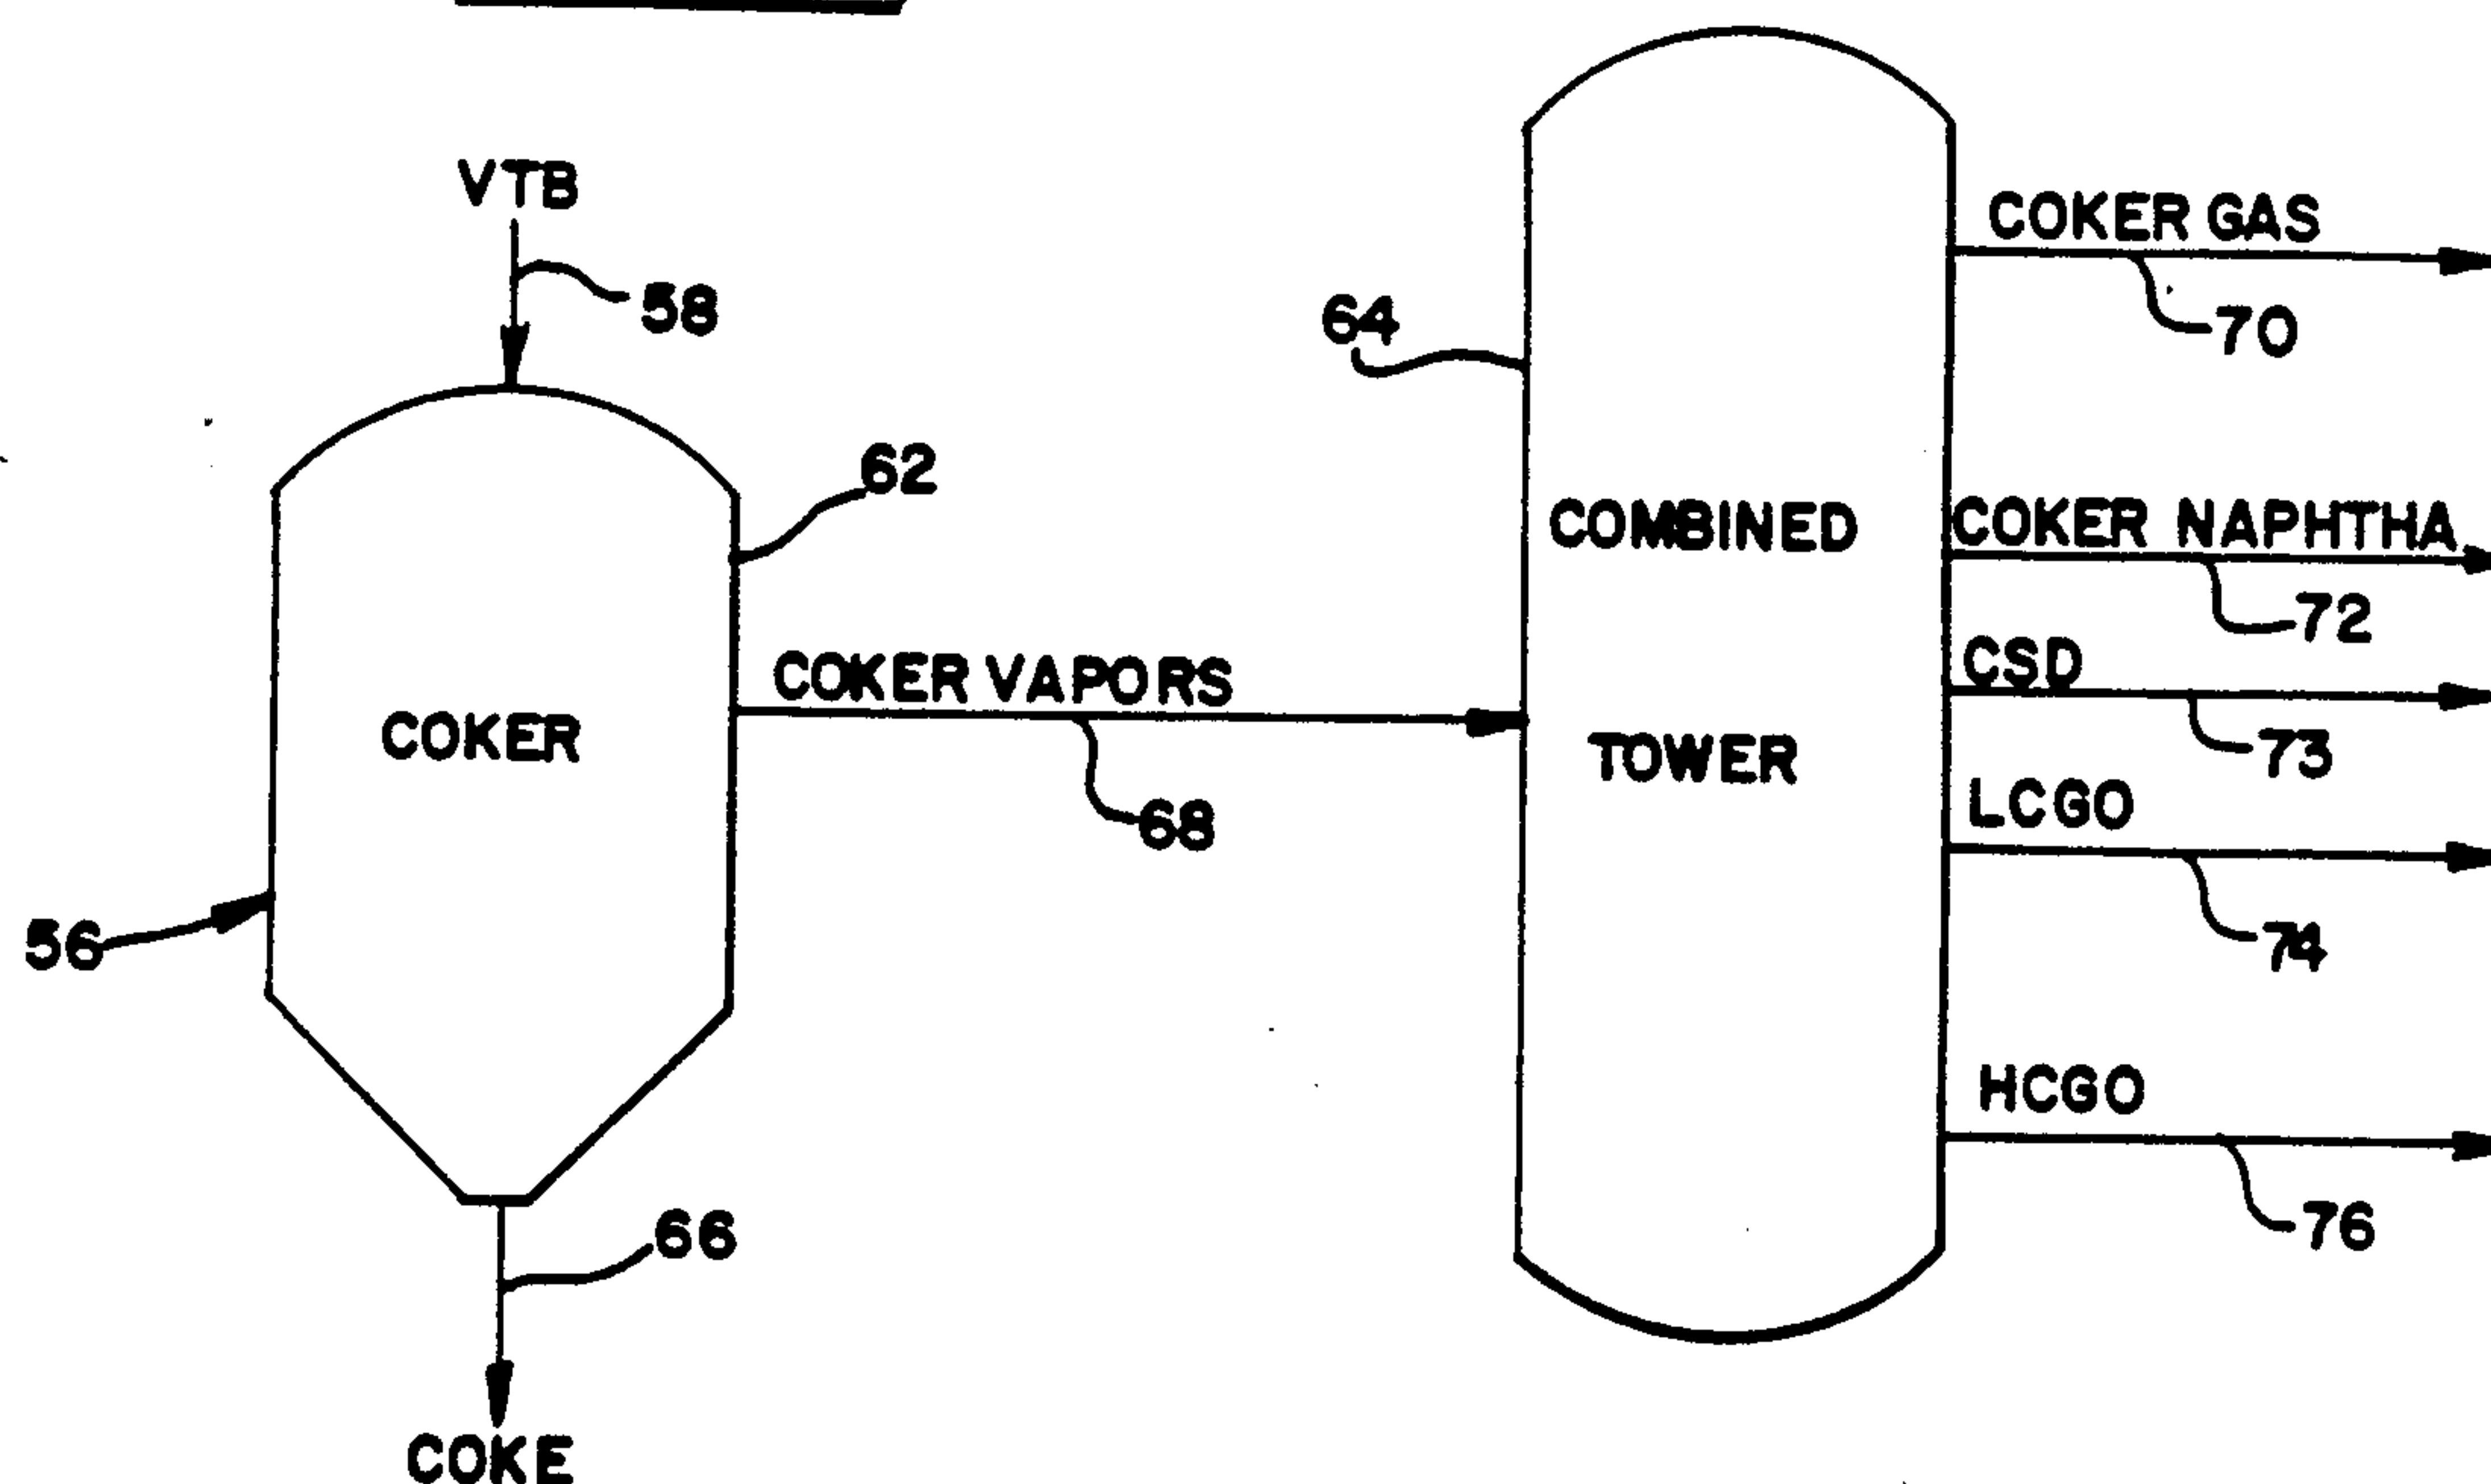 VTB
58
62
COKER VAPORS
68
COKER
56
66
COKE
64
COMBINED
TOWER
COKER GAS
70
COKER NAPHTHA
72
CSD
73
LCGO
74
HCGO
76